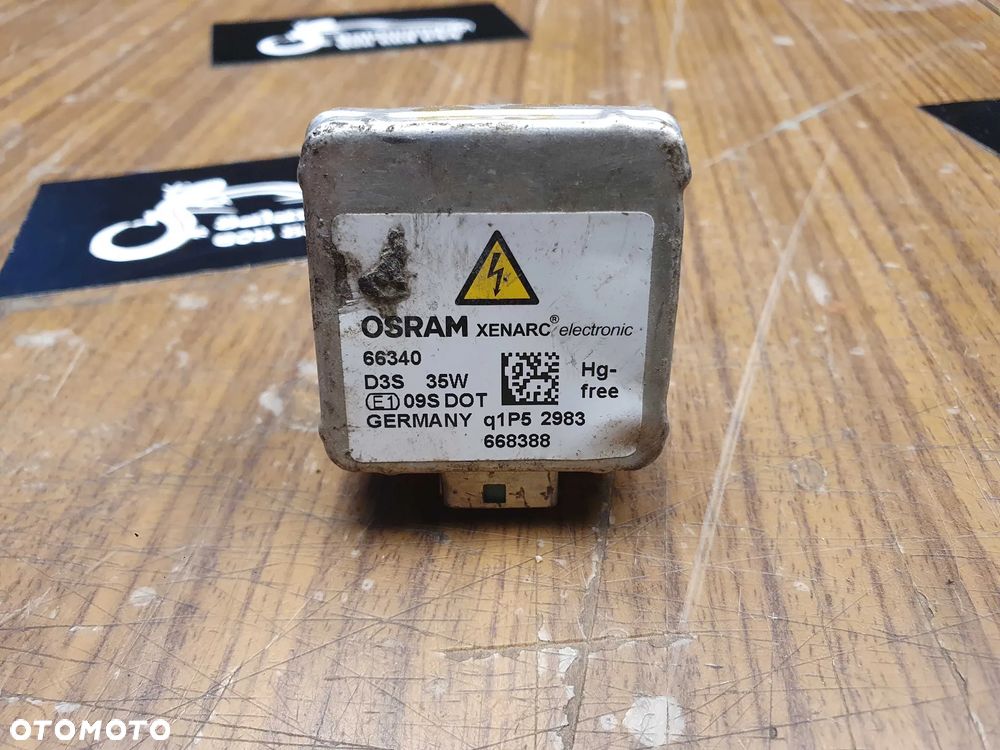 OSRAM XENARC® electronic
66340
D3S 35W
Hg-
free
E1 09S DOT
GERMANY q1P5 2983
668388
OTOMOTO